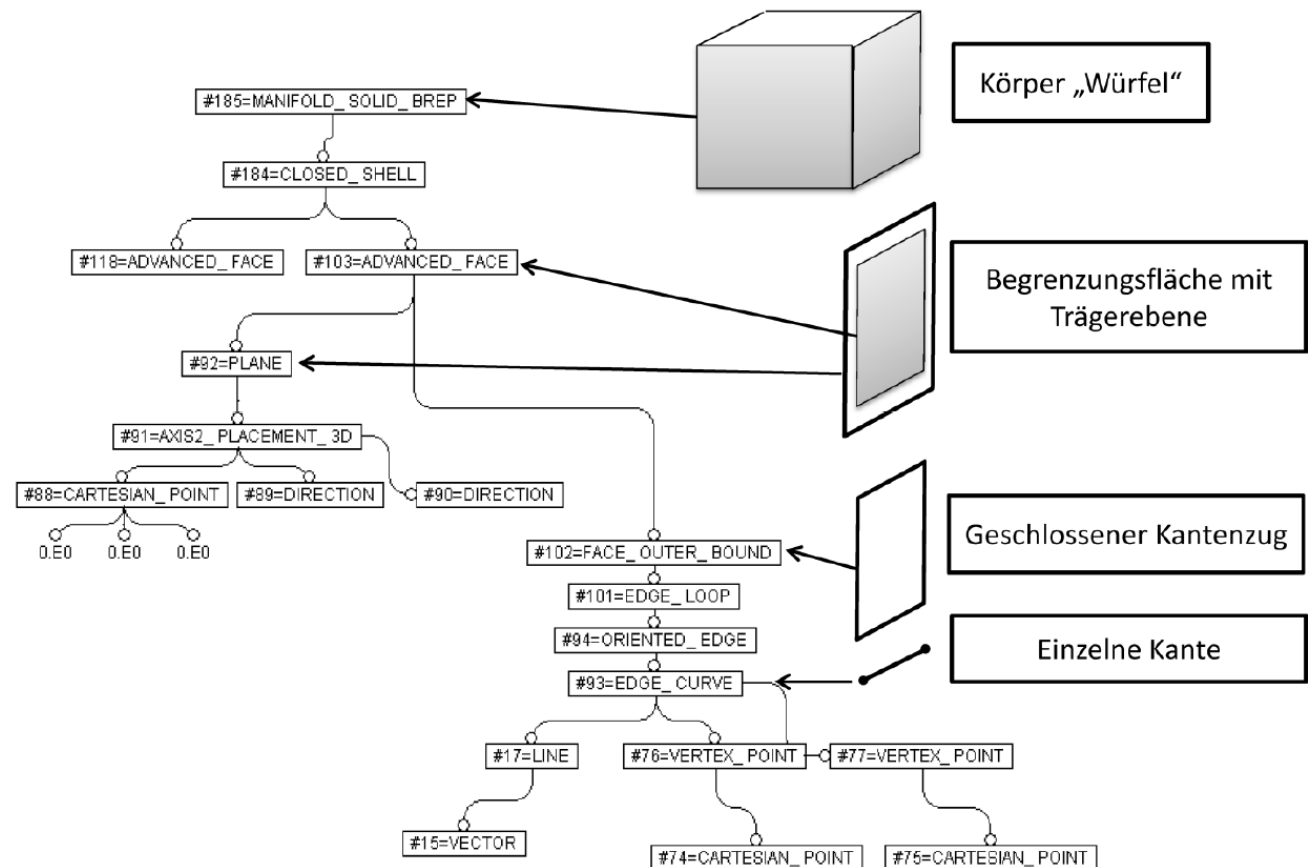 Körper „Würfel“
#185=MANIFOLD_SOLID_BREP
#184=CLOSED_SHELL
#118=ADVANCED_FACE
#103=ADVANCED_FACE
Begrenzungsfläche mit
Trägerebene
#92=PLANE
#91=AXIS2_PLACEMENT_3D
#88=CARTESIAN_POINT
#89=DIRECTION
#90=DIRECTION
0.E0 0.E0 0.E0
#102=FACE_OUTER_BOUND
Geschlossener Kantenzug
#101=EDGE_LOOP
#94=ORIENTED_EDGE
Einzelne Kante
#93=EDGE_CURVE
#17=LINE
#76=VERTEX_POINT
#77=VERTEX_POINT
#15=VECTOR
#74=CARTESIAN_POINT
#75=CARTESIAN_POINT